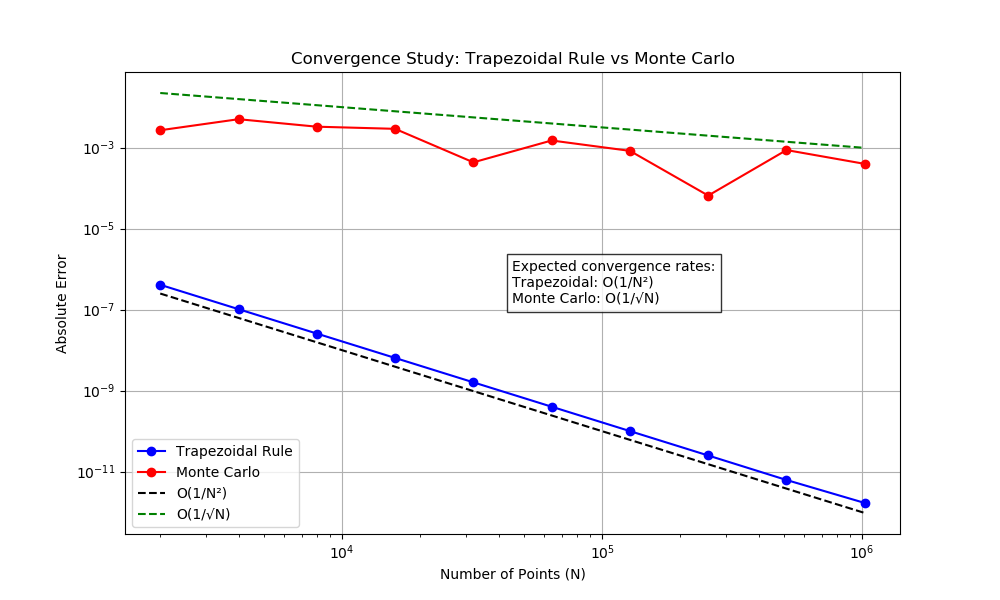 Convergence Study: Trapezoidal Rule vs Monte Carlo
Absolute Error
10⁻³
10⁻⁵
10⁻⁷
10⁻⁹
10⁻¹¹
Expected convergence rates:
Trapezoidal: O(1/N²)
Monte Carlo: O(1/√N)
Trapezoidal Rule
Monte Carlo
O(1/N²)
O(1/√N)
10⁴
10⁵
10⁶
Number of Points (N)